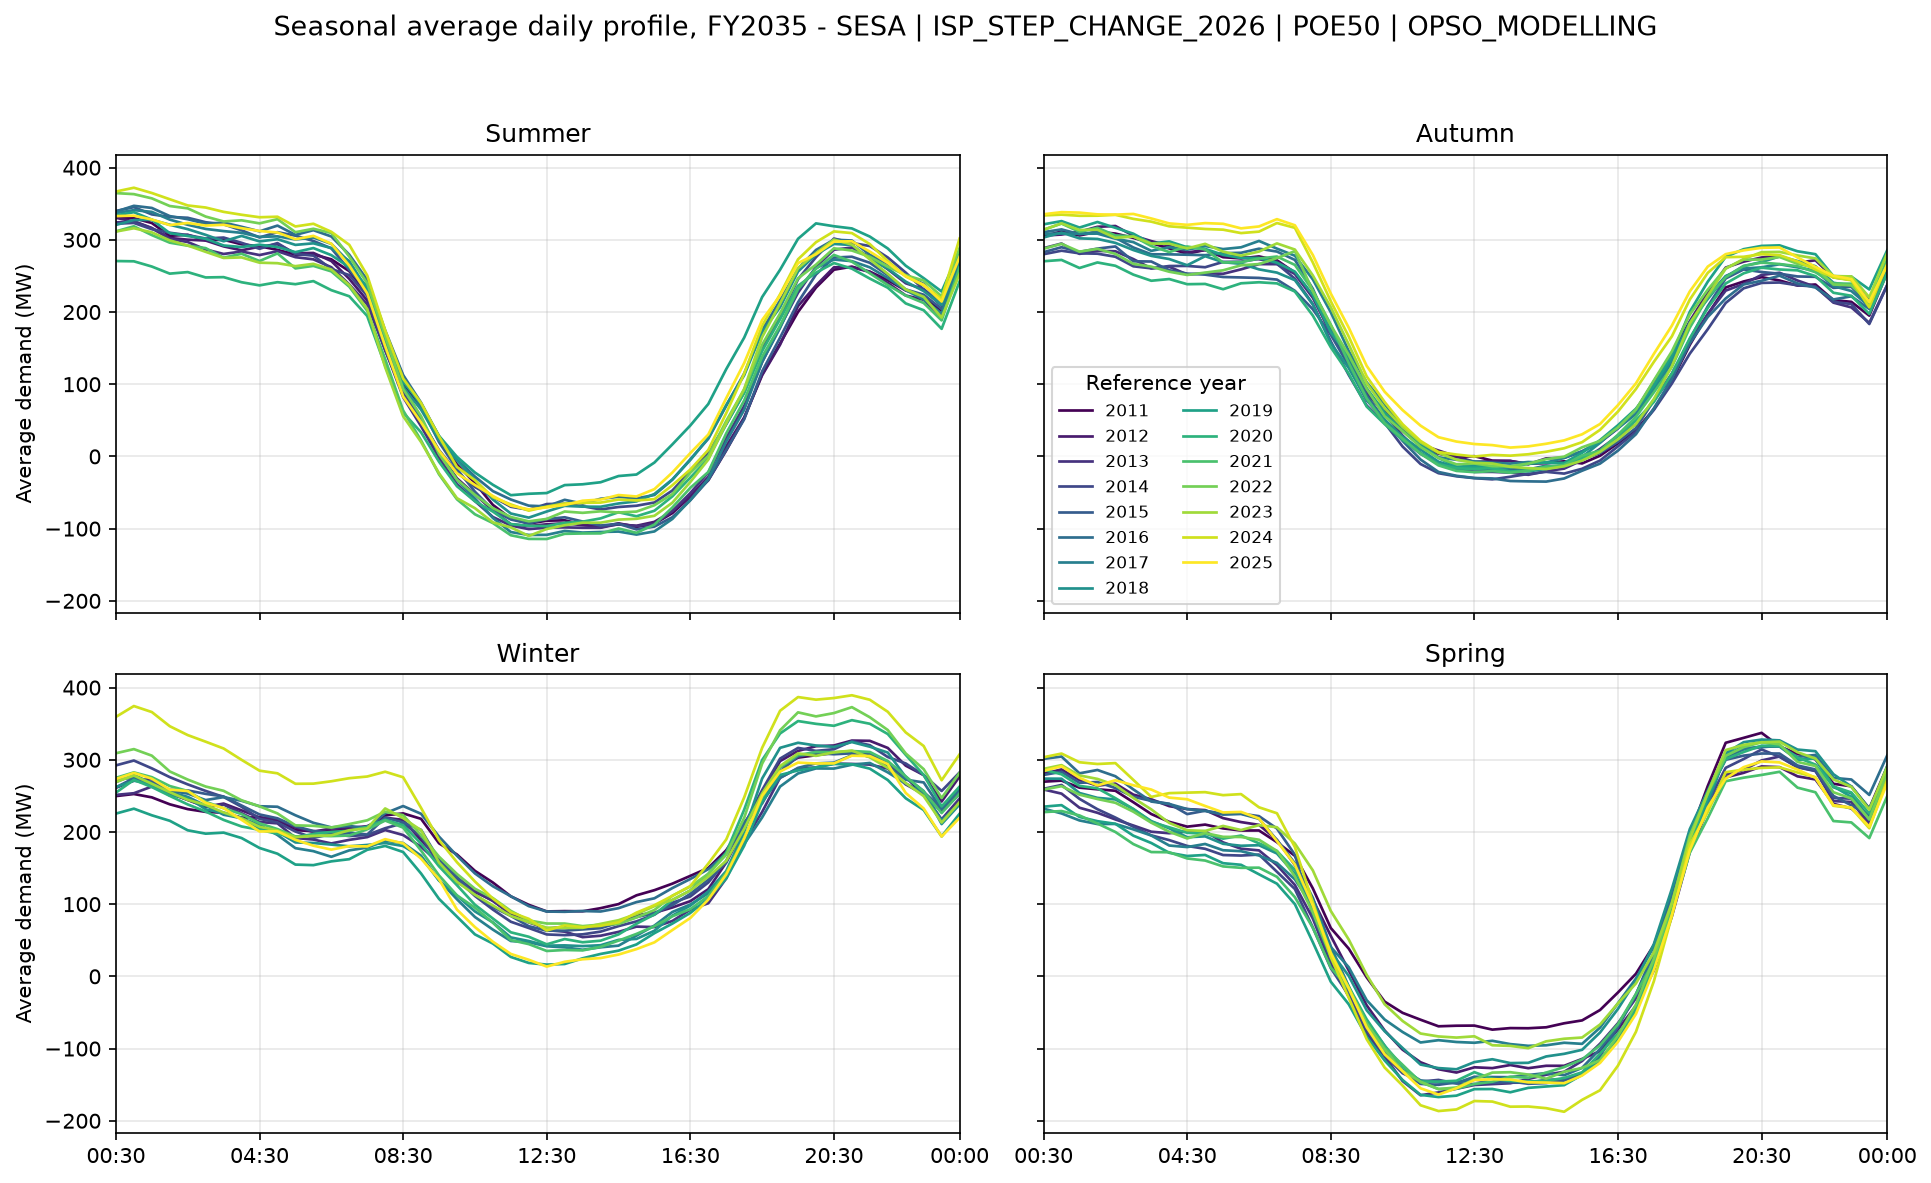 Seasonal average daily profile, FY2035 - SESA | ISP_STEP_CHANGE_2026 | POE50 | OPSO_MODELLING
Summer
Average demand (MW)
400
300
200
100
0
−100
−200
Autumn
Reference year
2011 2019
2012 2020
2013 2021
2014 2022
2015 2023
2016 2024
2017 2025
2018
Winter
Average demand (MW)
400
300
200
100
0
−100
−200
00:30 04:30 08:30 12:30 16:30 20:30 00:00
Spring
00:30 04:30 08:30 12:30 16:30 20:30 00:00